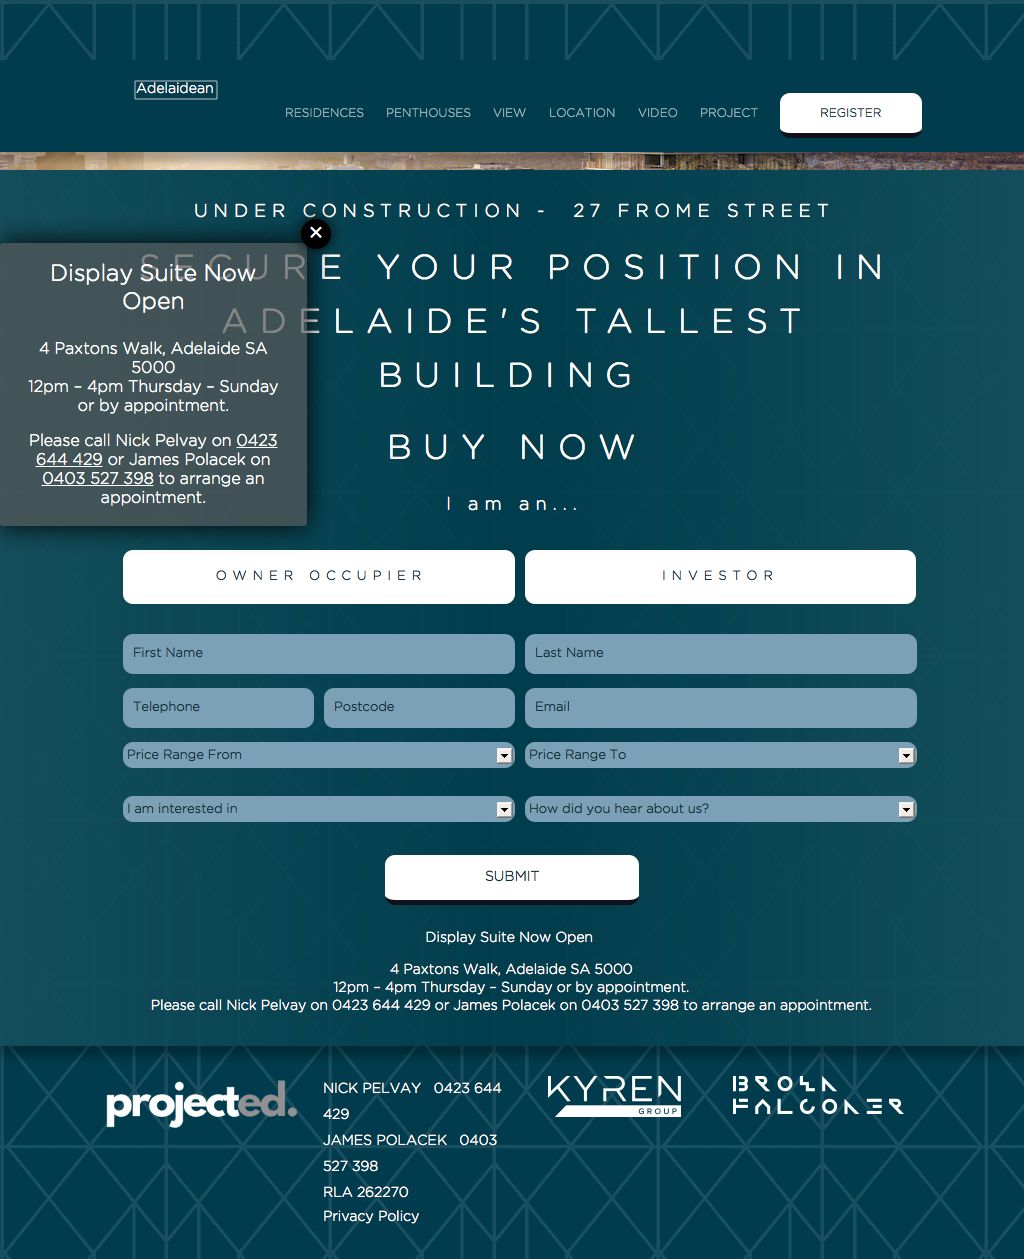 Adelaidean
RESIDENCES PENTHOUSES VIEW LOCATION VIDEO PROJECT REGISTER
UNDER CONSTRUCTION - 27 FROME STREET
SECURE YOUR POSITION IN
ADELAIDE'S TALLEST
BUILDING
BUY NOW
I am an...
Display Suite Now
Open
4 Paxtons Walk, Adelaide SA
5000
12pm – 4pm Thursday – Sunday
or by appointment.
Please call Nick Pelvay on 0423
644 429 or James Polacek on
0403 527 398 to arrange an
appointment.
OWNER OCCUPIER INVESTOR
First Name Last Name
Telephone Postcode Email
Price Range From Price Range To
I am interested in How did you hear about us?
SUBMIT
Display Suite Now Open
4 Paxtons Walk, Adelaide SA 5000
12pm – 4pm Thursday – Sunday or by appointment.
Please call Nick Pelvay on 0423 644 429 or James Polacek on 0403 527 398 to arrange an appointment.
projected.
NICK PELVAY 0423 644
429
JAMES POLACEK 0403
527 398
RLA 262270
Privacy Policy
KYREN
GROUP
BROWN
FALCONER